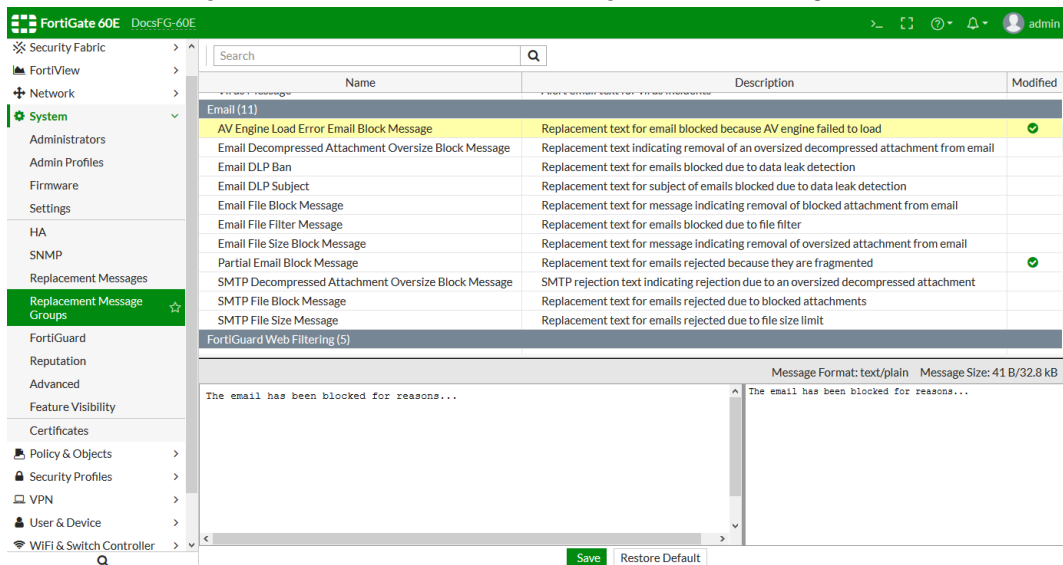 FortiGate 60E DocsFG-60E
admin
Security Fabric
FortiView
Network
System
Administrators
Admin Profiles
Firmware
Settings
HA
SNMP
Replacement Messages
Replacement Message
Groups
FortiGuard
Reputation
Advanced
Feature Visibility
Certificates
Policy & Objects
Security Profiles
VPN
User & Device
WiFi & Switch Controller
Search
Name Description Modified
Email (11)
AV Engine Load Error Email Block Message Replacement text for email blocked because AV engine failed to load
Email Decompressed Attachment Oversize Block Message Replacement text indicating removal of an oversized decompressed attachment from email
Email DLP Ban Replacement text for emails blocked due to data leak detection
Email DLP Subject Replacement text for subject of emails blocked due to data leak detection
Email File Block Message Replacement text for message indicating removal of blocked attachment from email
Email File Filter Message Replacement text for emails blocked due to file filter
Email File Size Block Message Replacement text for message indicating removal of oversized attachment from email
Partial Email Block Message Replacement text for emails rejected because they are fragmented
SMTP Decompressed Attachment Oversize Block Message SMTP rejection text indicating rejection due to an oversized decompressed attachment
SMTP File Block Message Replacement text for emails rejected due to blocked attachments
SMTP File Size Message Replacement text for emails rejected due to file size limit
FortiGuard Web Filtering (5)
Message Format: text/plain Message Size: 41 B/32.8 kB
The email has been blocked for reasons...
The email has been blocked for reasons...
Save Restore Default